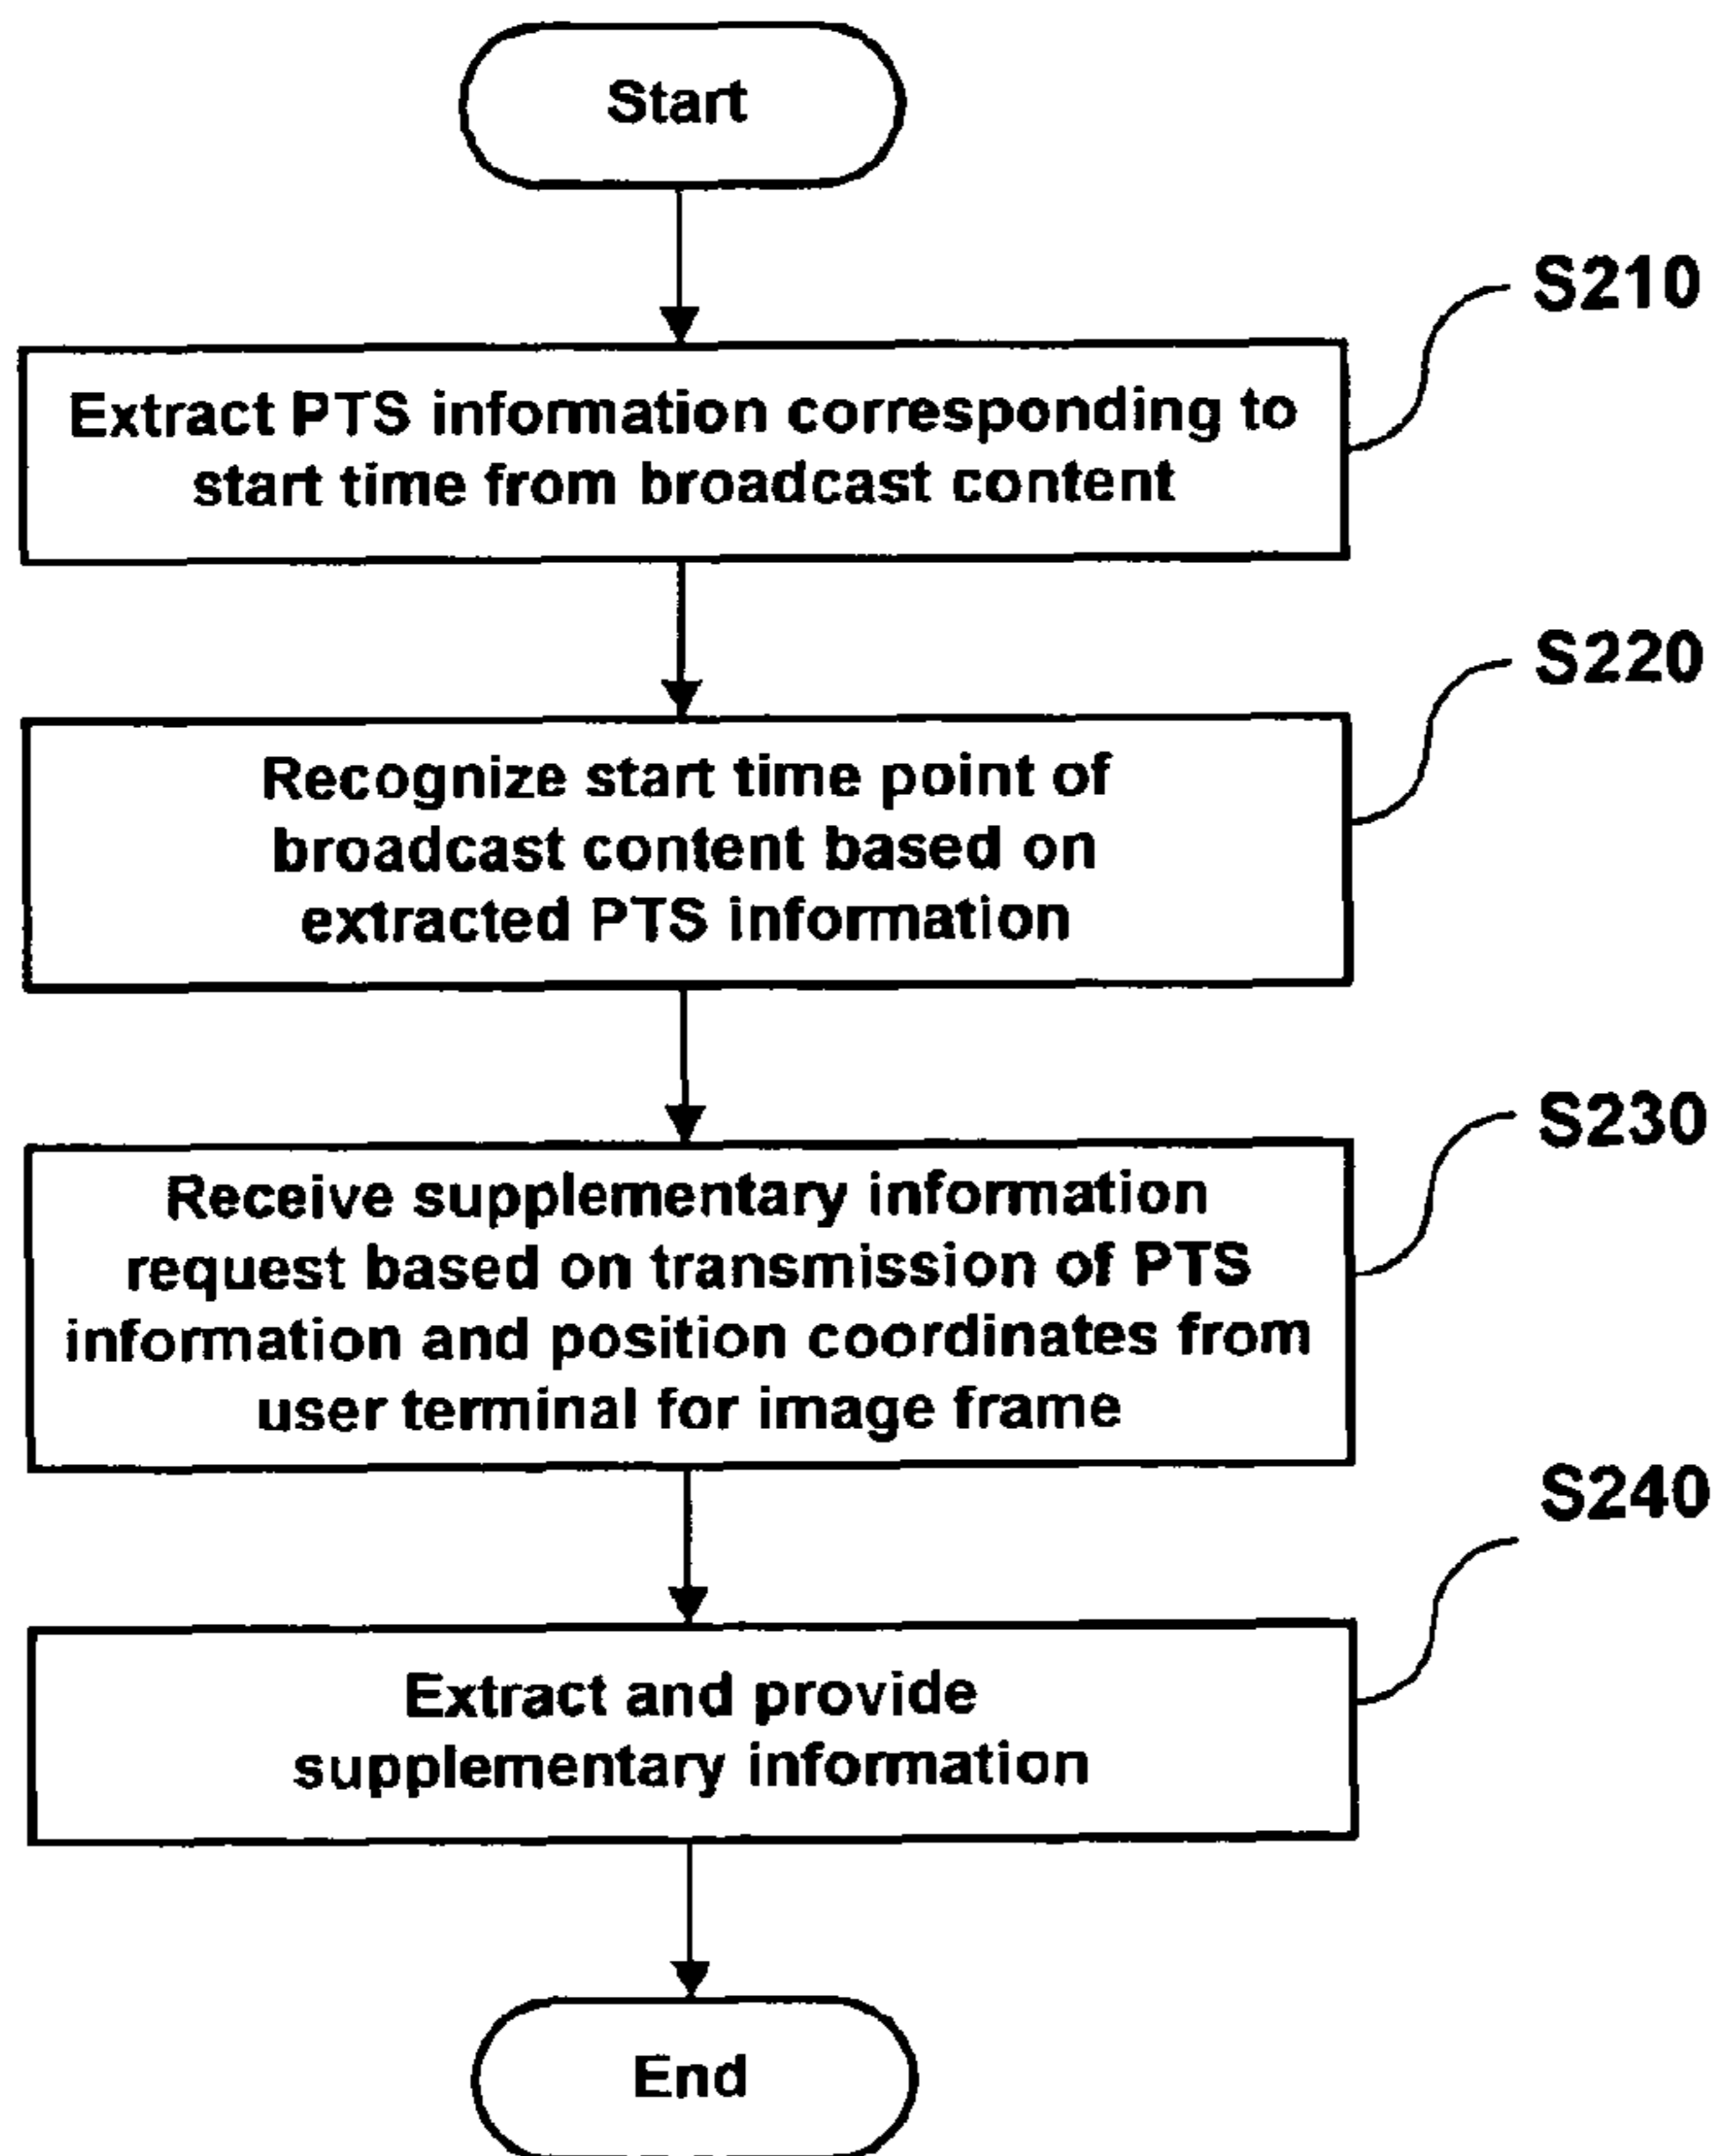 Start
S210
Extract PTS information corresponding to
start time from broadcast content
S220
Recognize start time point of
broadcast content based on
extracted PTS information
S230
Receive supplementary information
request based on transmission of PTS
information and position coordinates from
user terminal for image frame
S240
Extract and provide
supplementary information
End